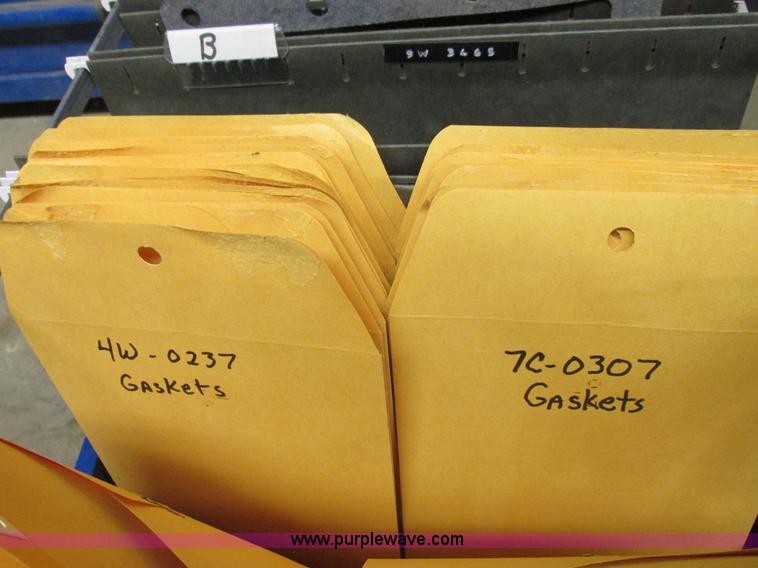 B
9W 3465
4W-0237
Gaskets
7C-0307
Gaskets
www.purplewave.com